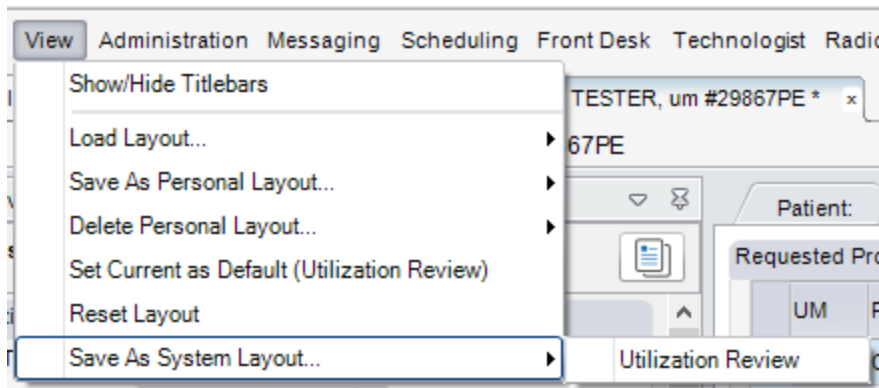 View Administration Messaging Scheduling Front Desk Technologist
Show/Hide Titlebars
TESTER, um #29867PE * x
Load Layout...
67PE
Save As Personal Layout...
Patient:
Delete Personal Layout...
Requested
Set Current as Default (Utilization Review)
UM
Reset Layout
Save As System Layout...
Utilization Review